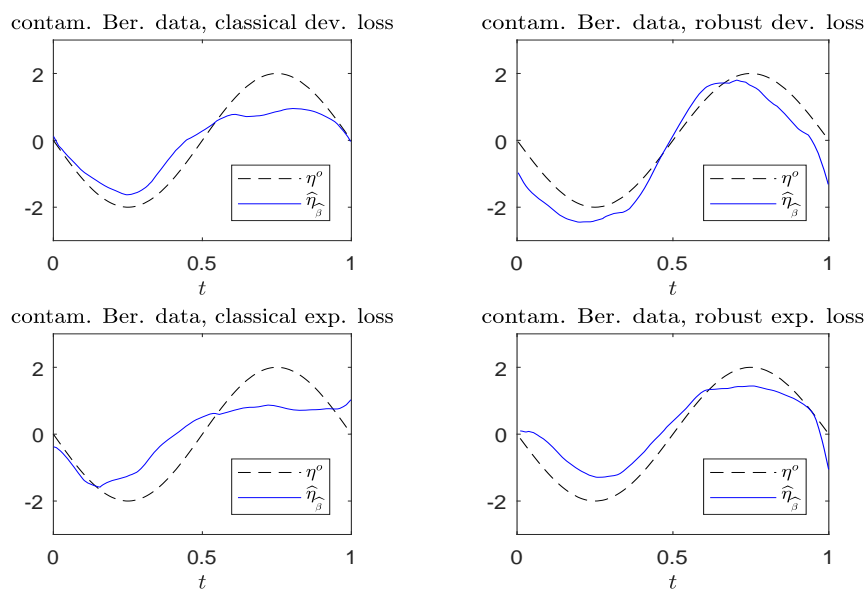 contam. Ber. data, classical dev. loss
2
0
-2
0
0.5
1
t
η^o
η̂_β̂
contam. Ber. data, robust dev. loss
2
0
-2
0
0.5
1
t
η^o
η̂_β̂
contam. Ber. data, classical exp. loss
2
0
-2
0
0.5
1
t
η^o
η̂_β̂
contam. Ber. data, robust exp. loss
2
0
-2
0
0.5
1
t
η^o
η̂_β̂